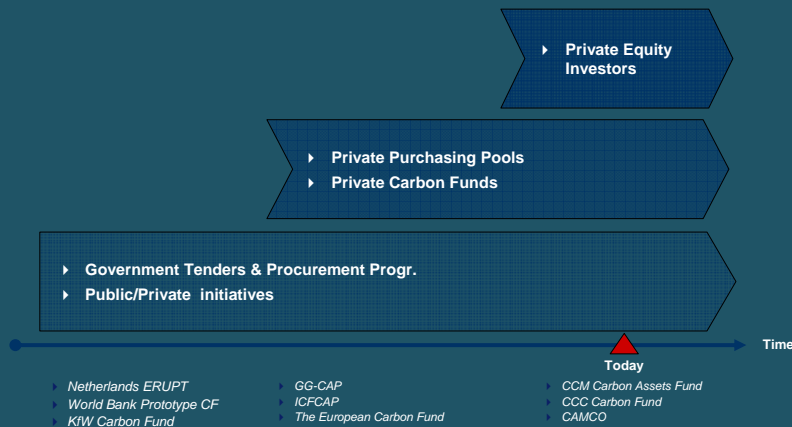 Private Equity
Investors
Private Purchasing Pools
Private Carbon Funds
Government Tenders & Procurement Progr.
Public/Private initiatives
Time
Today
Netherlands ERUPT
World Bank Prototype CF
KfW Carbon Fund
GG-CAP
ICFCAP
The European Carbon Fund
CCM Carbon Assets Fund
CCC Carbon Fund
CAMCO